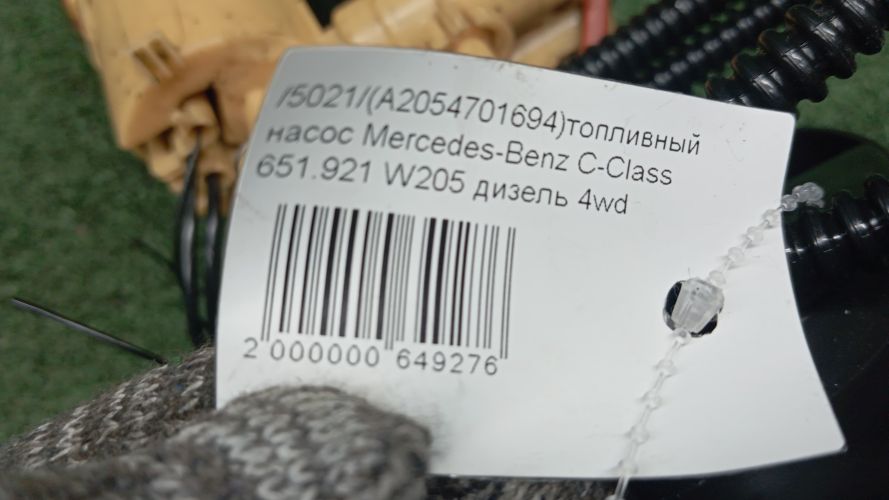 /5021/(A2054701694)топливный
насос Mercedes-Benz C-Class
651.921 W205 дизель 4wd
2 000000 649276